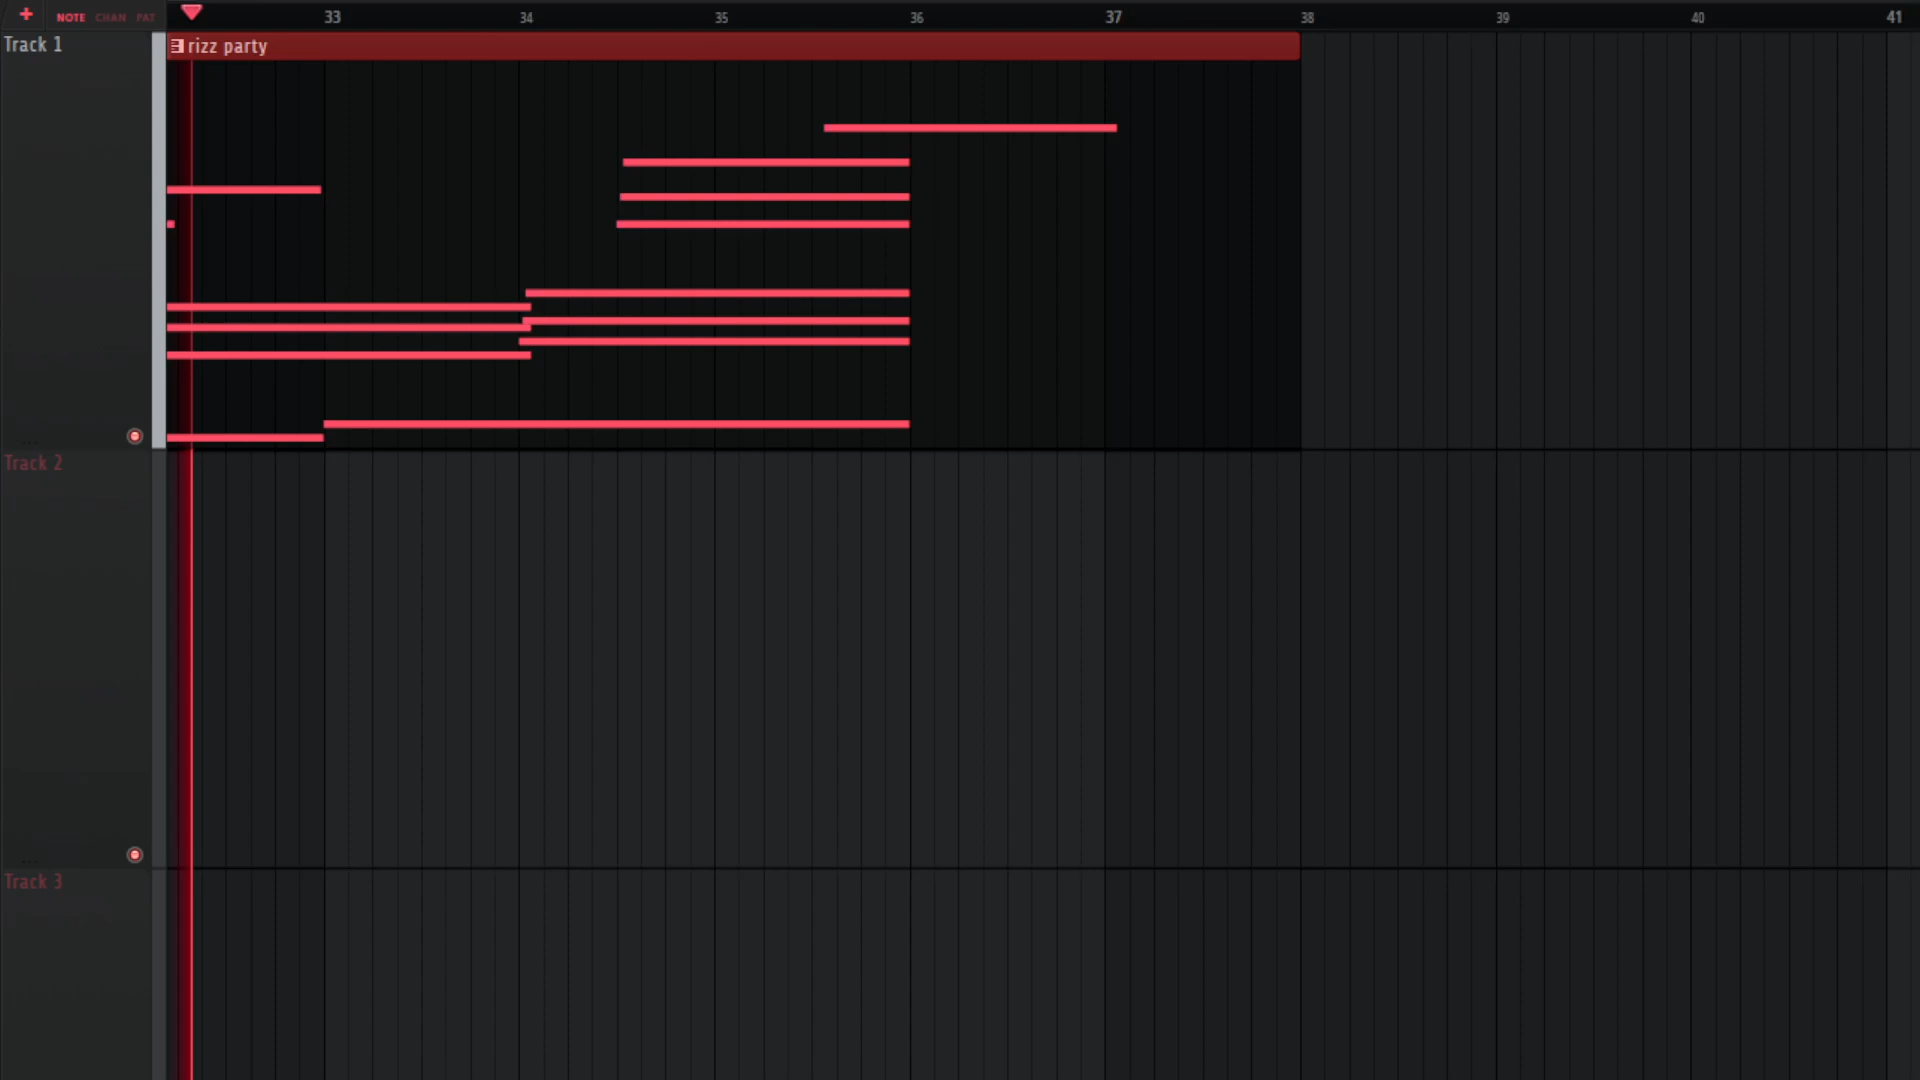 NOTE CHAN PAT
33 34 35 36 37 38 39 40 41
Track 1
rizz party
Track 2
Track 3